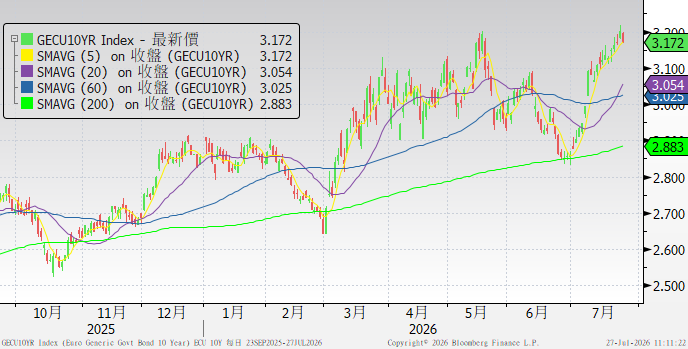 GECU10YR Index - 最新價 3.172
SMAVG (5) on 收盤 (GECU10YR) 3.172
SMAVG (20) on 收盤 (GECU10YR) 3.054
SMAVG (60) on 收盤 (GECU10YR) 3.025
SMAVG (200) on 收盤 (GECU10YR) 2.883
3.200
3.172
3.100
3.054
3.025
3.000
2.883
2.800
2.700
2.600
2.500
10月 11月 12月 1月 2月 3月 4月 5月 6月 7月
2025 2026
GECU10YR Index (Euro Generic Govt Bond 10 Year) ECU 10Y 每日 23SEP2025-27JUL2026 Copyright© 2026 Bloomberg Finance L.P. 27-Jul-2026 11:11:22